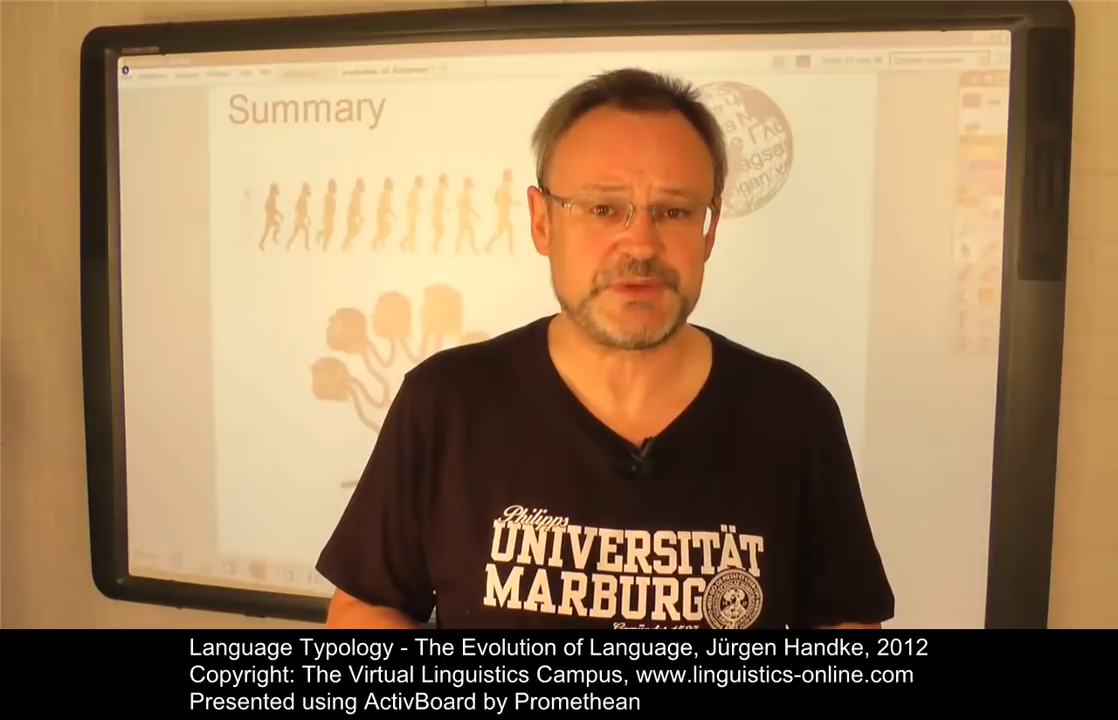 Summary
Philipps
UNIVERSITÄT
MARBURG
Language Typology - The Evolution of Language, Jürgen Handke, 2012
Copyright: The Virtual Linguistics Campus, www.linguistics-online.com
Presented using ActivBoard by Promethean